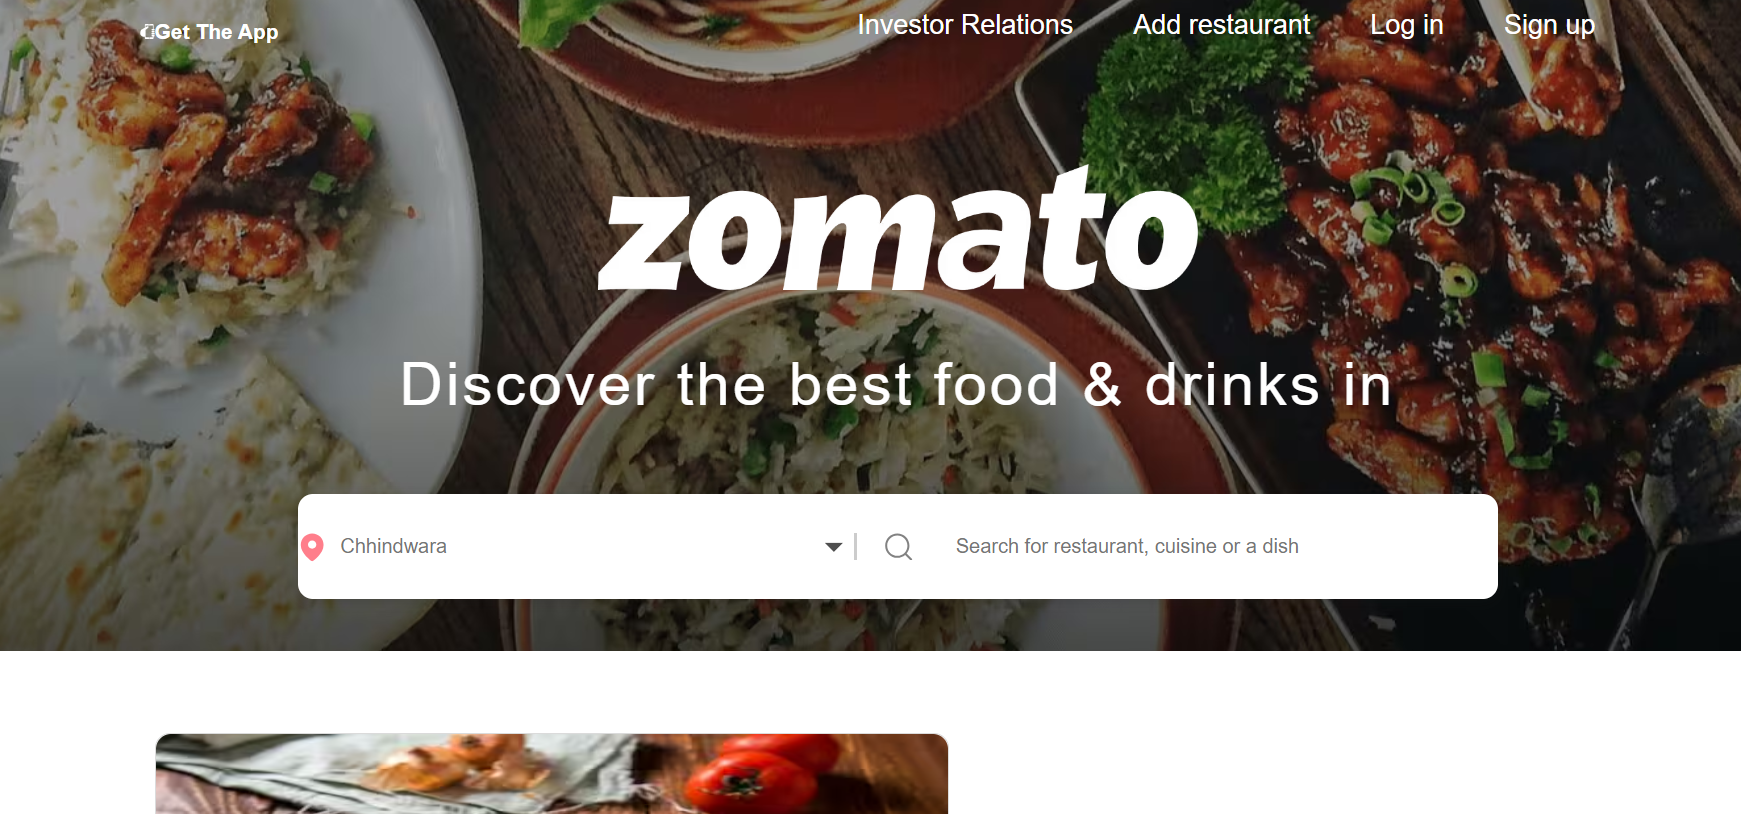 Get The App
Investor Relations
Add restaurant
Log in
Sign up
zomato
Discover the best food & drinks in
Chhindwara
Search for restaurant, cuisine or a dish